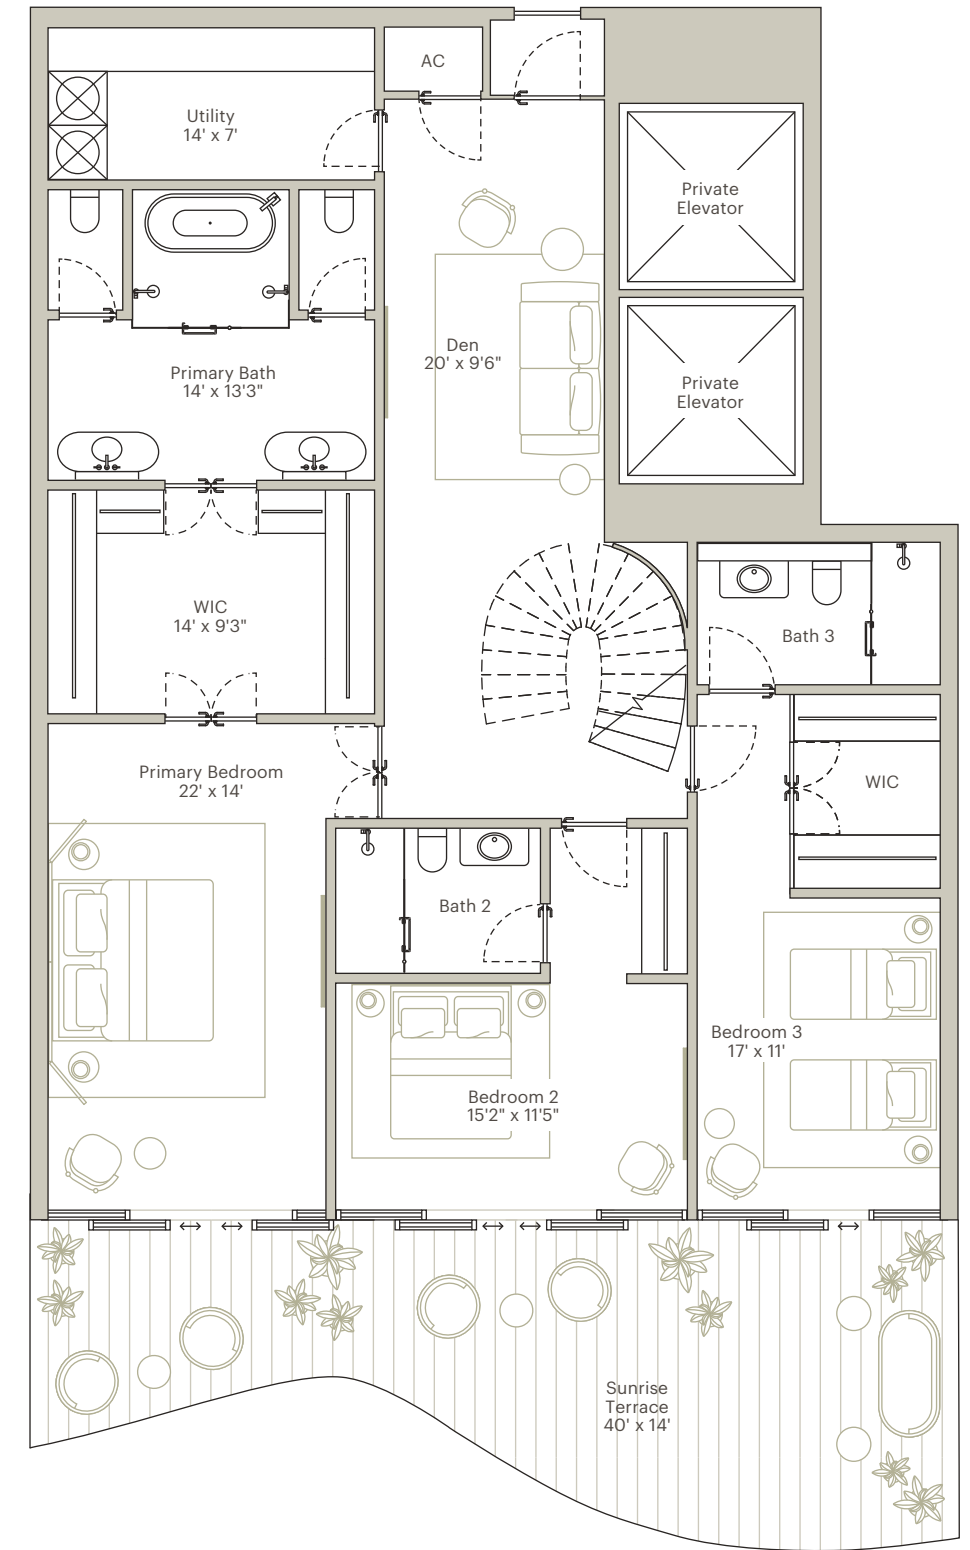 AC
Utility
14' x 7'
Private
Elevator
Den
20' x 9'6"
Primary Bath
14' x 13'3"
Private
Elevator
WIC
14' x 9'3"
Bath 3
Primary Bedroom
22' x 14'
WIC
Bath 2
Bedroom 3
17' x 11'
Bedroom 2
15'2" x 11'5"
Sunrise
Terrace
40' x 14'